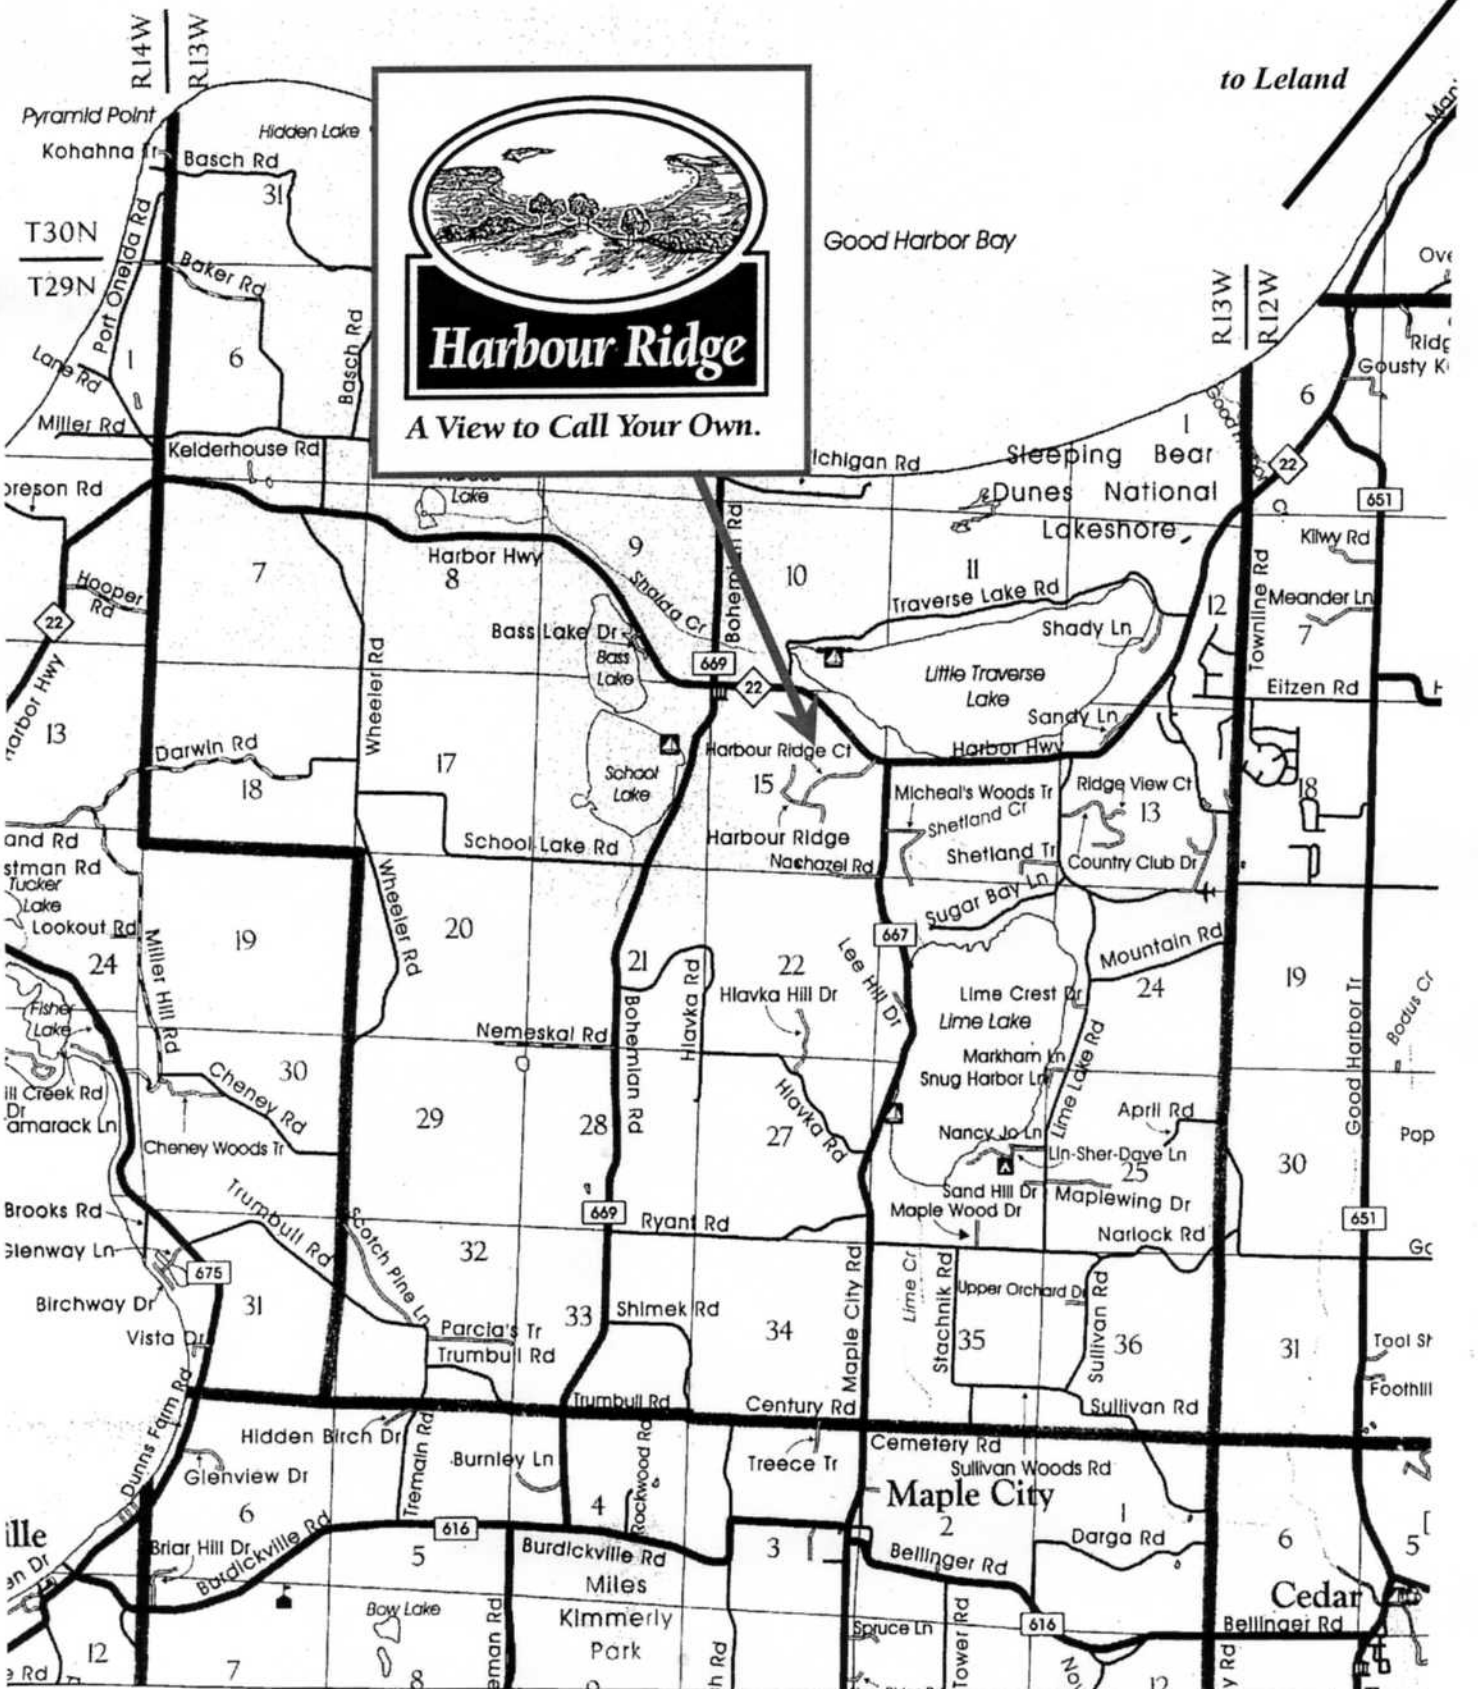 R14W
R13W
to Leland
Pyramid Point
Hidden Lake
Kohahna Tr
Basch Rd
31
T30N
T29N
Port Oneida Rd
Baker Rd
Basch Rd
Lane Rd
1
6
Miller Rd
Kelderhouse Rd
Harbour Ridge
A View to Call Your Own.
Good Harbor Bay
R13W
R12W
Gousty
6
1
22
Sleeping Bear
Dunes National
Lakeshore
651
Kilwy Rd
Lake
Harbor Hwy
Bohemian Rd
7
8
9
10
11
12
Hooper
Rd
22
Shalda Cr
Traverse Lake Rd
Townline Rd
Meander Ln
7
Bass Lake Dr
Bass
Lake
Shady Ln
Wheeler Rd
669
22
Little Traverse
Lake
Eitzen Rd
Sandy Ln
13
Darwin Rd
17
18
School
Lake
Harbour Ridge Ct
15
Harbor Hwy
Ridge View Ct
Micheal's Woods Tr
Shetland Cr
13
18
Harbour Ridge
School Lake Rd
Nachazel Rd
Shetland Tr
Country Club Dr
Tucker
Lake
Lookout Rd
Wheeler Rd
Sugar Bay Ln
667
Mountain Rd
19
20
21
22
24
Miller Hill Rd
Hlavka Rd
Hlavka Hill Dr
Lee Hill Dr
Lime Crest Dr
24
19
Good Harbor Tr
Bodus Cr
Fisher
Lake
Nemeskal Rd
Bohemian Rd
Lime Lake
Markham Ln
Snug Harbor Ln
Lime Lake Rd
30
Cheney Rd
Cheney Woods Tr
29
28
27
Hlavka Rd
April Rd
Nancy Jo Ln
Lin-Sher-Dave Ln
25
30
Sand Hill Dr
Maplewing Dr
Maple Wood Dr
Brooks Rd
Trumbull Rd
Scotch Pine Ln
669
Ryant Rd
Narlock Rd
651
Glenway Ln
675
32
Maple City Rd
Lime Cr
Stachnik Rd
Upper Orchard Dr
Sullivan Rd
Birchway Dr
31
33
Shimek Rd
34
35
36
31
Vista Dr
Parcia's Tr
Trumbull Rd
Foothill
Dunns Farm Rd
Trumbull Rd
Century Rd
Sullivan Rd
Hidden Birch Dr
Tremain Rd
Burnley Ln
Rockwood Rd
Treece Tr
Cemetery Rd
Sullivan Woods Rd
Glenview Dr
Maple City
6
4
2
1
616
3
Darga Rd
6
5
Briar Hill Dr
Burdickville Rd
5
Burdickville Rd
Bellinger Rd
Miles
Kimmerly
Park
Cedar
Bow Lake
616
Bellinger Rd
Spruce Ln
Tower Rd
12
7
8
12